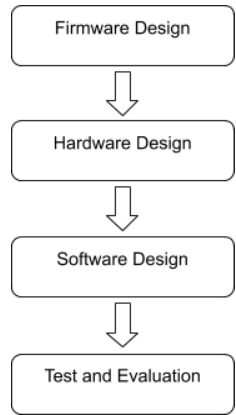 Firmware Design
Hardware Design
Software Design
Test and Evaluation